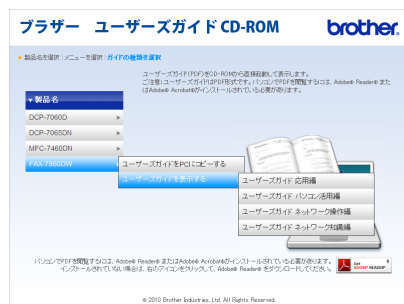 ブラザー ユーザーズガイド CD-ROM
brother
製品名を選択 | メニューを選択 | ガイドの種類を選択
ユーザーズガイド(PDF)をCD-ROMから直接起動して表示します。
ご注意：ユーザーズガイドはPDF形式です。パソコンでPDFを閲覧するには、Adobe® Reader® また
はAdobe® Acrobat®がインストールされている必要があります。
▼製品名
DCP-7060D
DCP-7065DN
MFC-7460DN
FAX-7860DW
ユーザーズガイドをPCにコピーする
ユーザーズガイドを表示する
ユーザーズガイド 応用編
ユーザーズガイド パソコン活用編
ユーザーズガイド ネットワーク操作編
ユーザーズガイド ネットワーク知識編
パソコンでPDFを閲覧するには、Adobe® Reader® またはAdobe® Acrobat®がインストールされている必要があります。
インストールされていない場合は、右のアイコンをクリックして、Adobe® Reader® をダウンロードしてください。
Get
ADOBE® READER®
© 2010 Brother Industries, Ltd. All Rights Reserved.